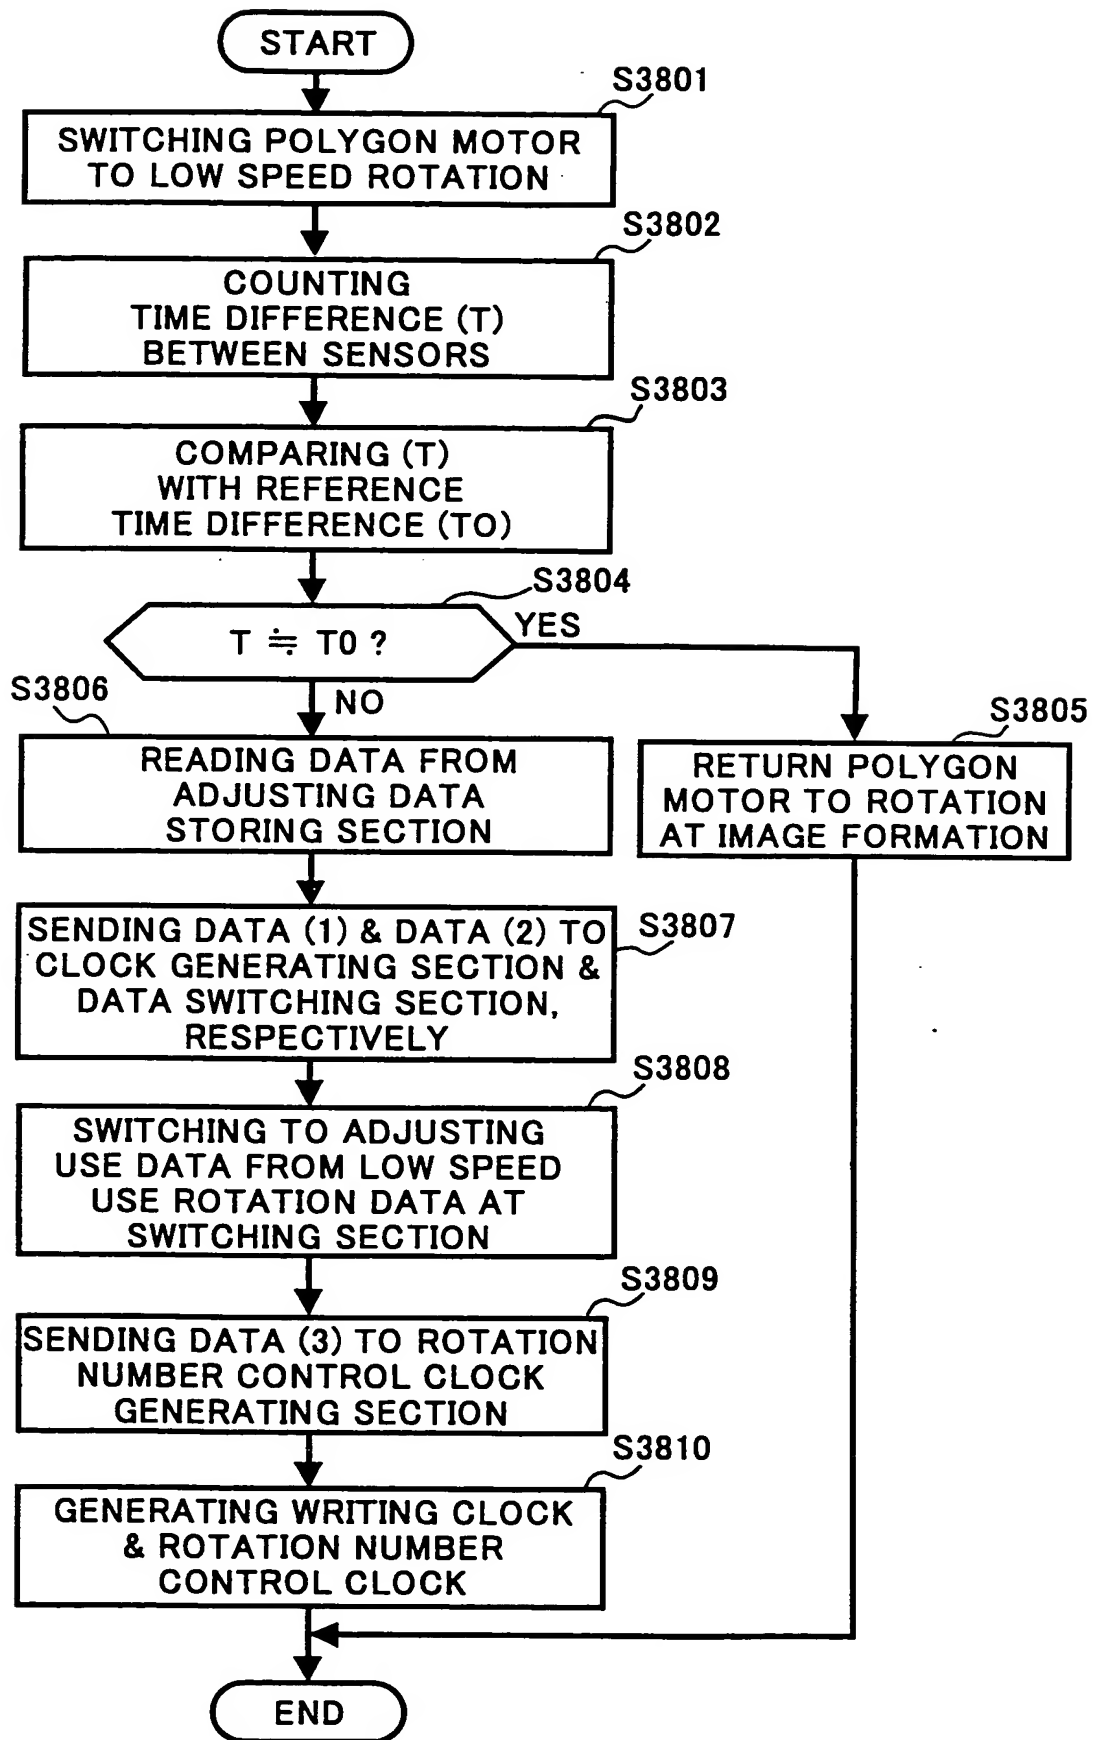 START
S3801
SWITCHING POLYGON MOTOR
TO LOW SPEED ROTATION
S3802
COUNTING
TIME DIFFERENCE (T)
BETWEEN SENSORS
S3803
COMPARING (T)
WITH REFERENCE
TIME DIFFERENCE (TO)
S3804
T ≒ T0 ?
YES
NO
S3805
RETURN POLYGON
MOTOR TO ROTATION
AT IMAGE FORMATION
S3806
READING DATA FROM
ADJUSTING DATA
STORING SECTION
S3807
SENDING DATA (1) & DATA (2) TO
CLOCK GENERATING SECTION &
DATA SWITCHING SECTION,
RESPECTIVELY
S3808
SWITCHING TO ADJUSTING
USE DATA FROM LOW SPEED
USE ROTATION DATA AT
SWITCHING SECTION
S3809
SENDING DATA (3) TO ROTATION
NUMBER CONTROL CLOCK
GENERATING SECTION
S3810
GENERATING WRITING CLOCK
& ROTATION NUMBER
CONTROL CLOCK
END